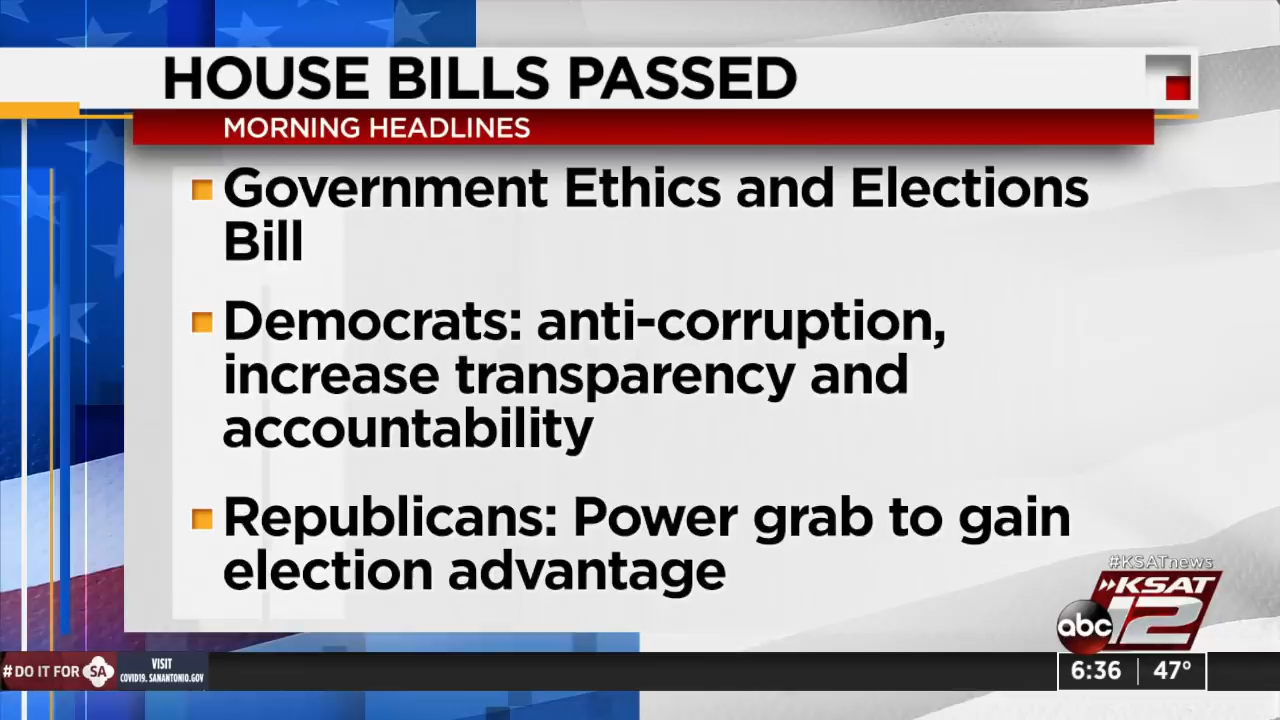 HOUSE BILLS PASSED
MORNING HEADLINES
Government Ethics and Elections
Bill
Democrats: anti-corruption,
increase transparency and
accountability
Republicans: Power grab to gain
election advantage
#KSATnews
KSAT
abc 12
#DO IT FOR SA
VISIT
COVID19.SANANTONIO.GOV
6:36 47°